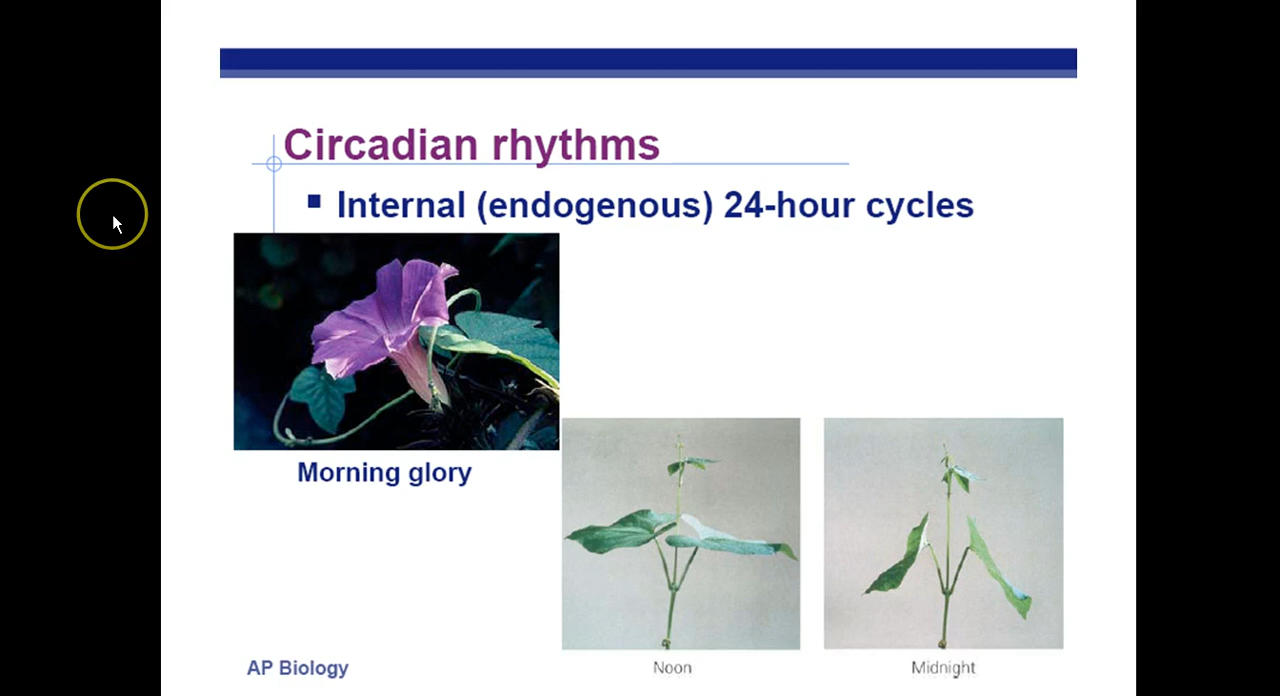 Circadian rhythms
Internal (endogenous) 24-hour cycles
Morning glory
AP Biology
Noon
Midnight